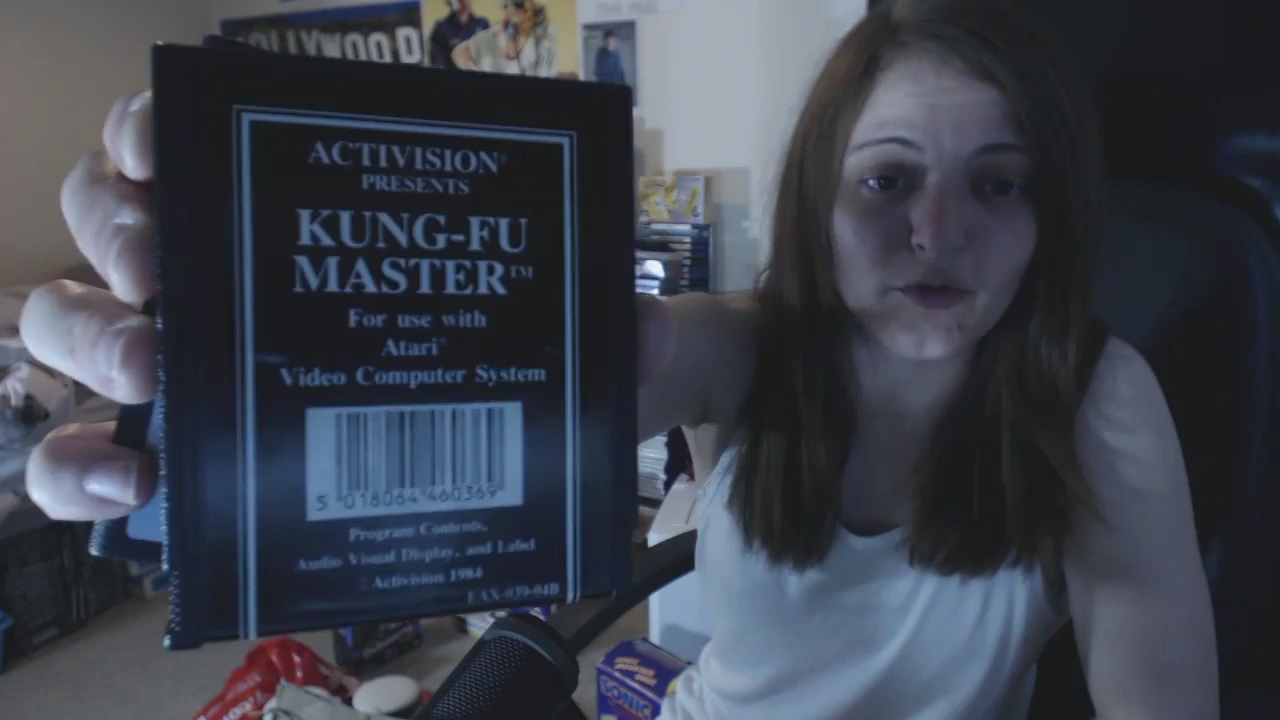 HOLLYWOOD
ACTIVISION®
PRESENTS
KUNG-FU
MASTER™
For use with
Atari®
Video Computer System
5 018064 460369
Program Contents,
Audio Visual Display, and Label
Activision 1984
EAX-039-04B
SONIC